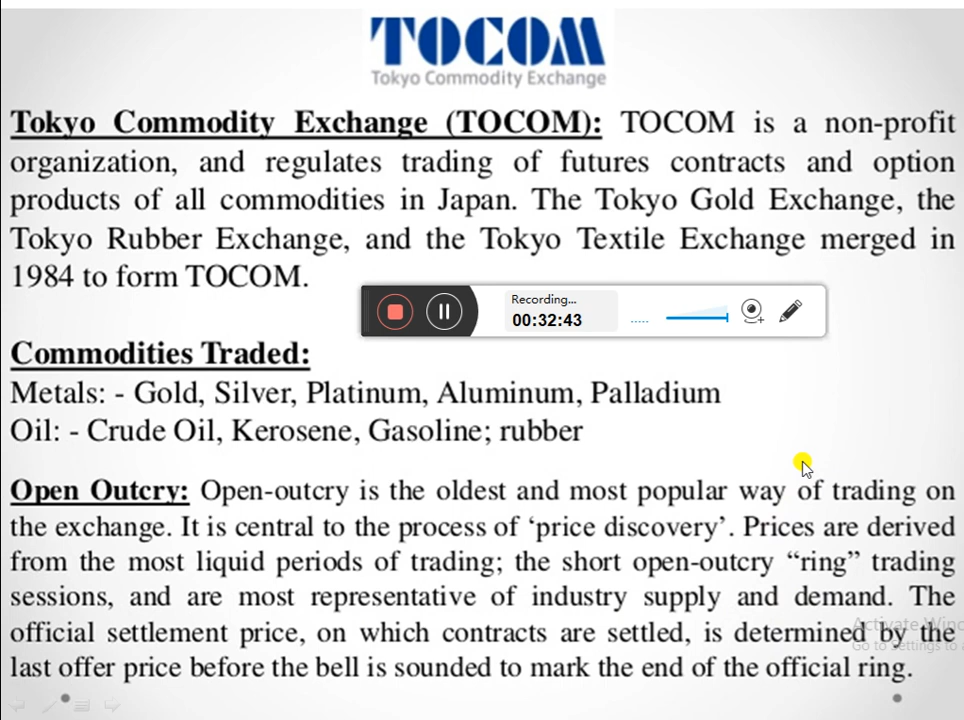 TOCOM
Tokyo Commodity Exchange
Tokyo Commodity Exchange (TOCOM): TOCOM is a non-profit
organization, and regulates trading of futures contracts and option
products of all commodities in Japan. The Tokyo Gold Exchange, the
Tokyo Rubber Exchange, and the Tokyo Textile Exchange merged in
1984 to form TOCOM.
Recording...
00:32:43
Commodities Traded:
Metals: - Gold, Silver, Platinum, Aluminum, Palladium
Oil: - Crude Oil, Kerosene, Gasoline; rubber
Open Outcry: Open-outcry is the oldest and most popular way of trading on
the exchange. It is central to the process of ‘price discovery’. Prices are derived
from the most liquid periods of trading; the short open-outcry “ring” trading
sessions, and are most representative of industry supply and demand. The
Activate Wind
official settlement price, on which contracts are settled, is determined by the
Go to Settings to a
last offer price before the bell is sounded to mark the end of the official ring.